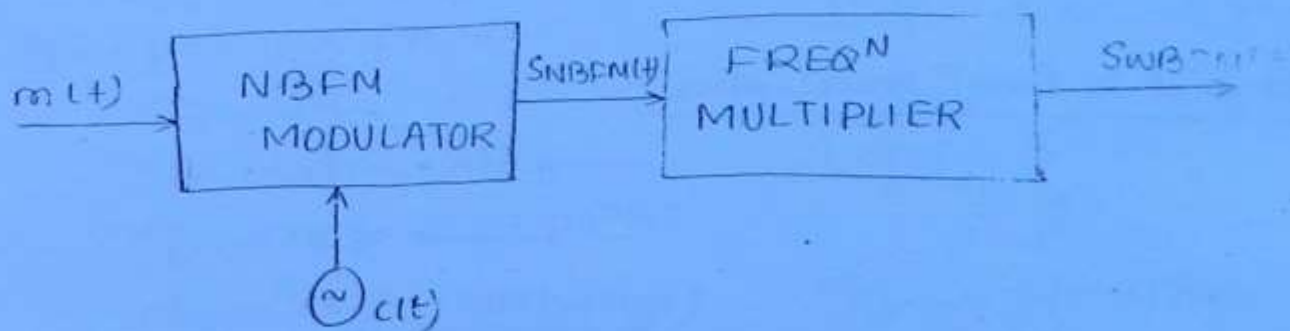 m(t)
NBFM
MODULATOR
SNBFM(t)
FREQᴺ
MULTIPLIER
c(t)